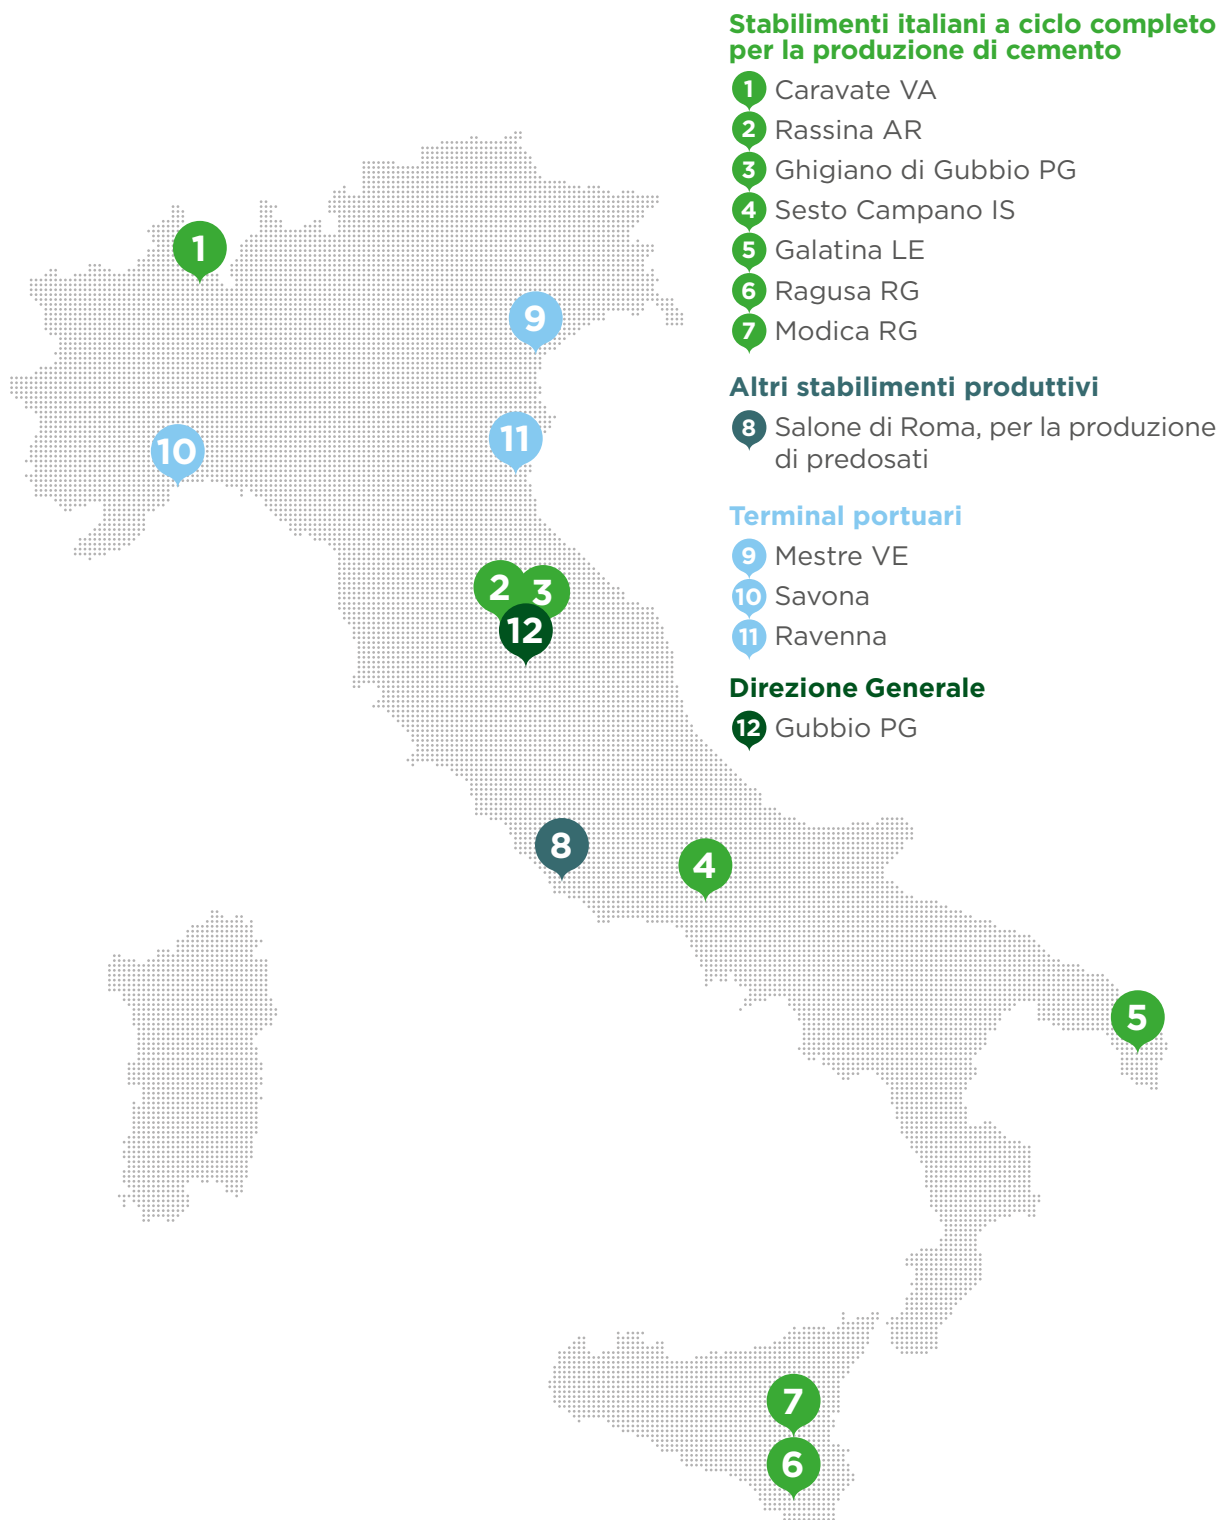 Stabilimenti italiani a ciclo completo
per la produzione di cemento
1 Caravate VA
2 Rassina AR
3 Ghigiano di Gubbio PG
4 Sesto Campano IS
5 Galatina LE
6 Ragusa RG
7 Modica RG
Altri stabilimenti produttivi
8 Salone di Roma, per la produzione
di predosati
Terminal portuari
9 Mestre VE
10 Savona
11 Ravenna
Direzione Generale
12 Gubbio PG
1
9
10
11
2
3
12
8
4
5
7
6